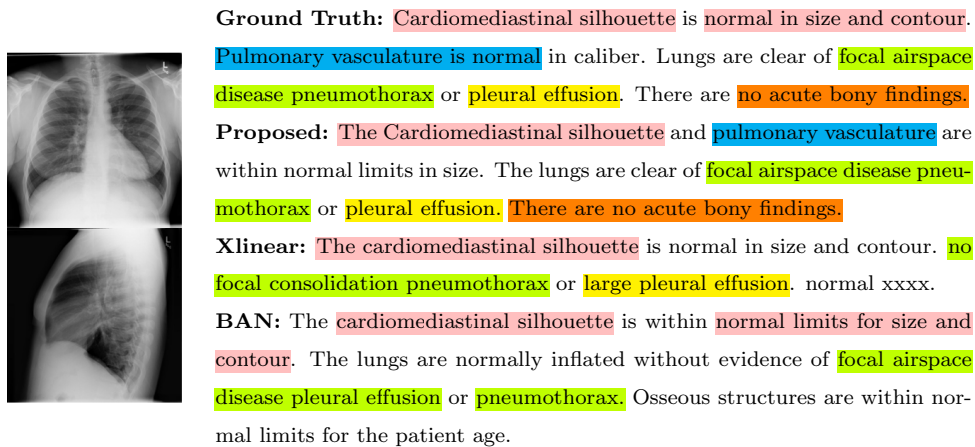 Ground Truth: Cardiomediastinal silhouette is normal in size and contour.
Pulmonary vasculature is normal in caliber. Lungs are clear of focal airspace
disease pneumothorax or pleural effusion. There are no acute bony findings.
Proposed: The Cardiomediastinal silhouette and pulmonary vasculature are
within normal limits in size. The lungs are clear of focal airspace disease pneu-
mothorax or pleural effusion. There are no acute bony findings.
Xlinear: The cardiomediastinal silhouette is normal in size and contour. no
focal consolidation pneumothorax or large pleural effusion. normal xxxx.
BAN: The cardiomediastinal silhouette is within normal limits for size and
contour. The lungs are normally inflated without evidence of focal airspace
disease pleural effusion or pneumothorax. Osseous structures are within nor-
mal limits for the patient age.